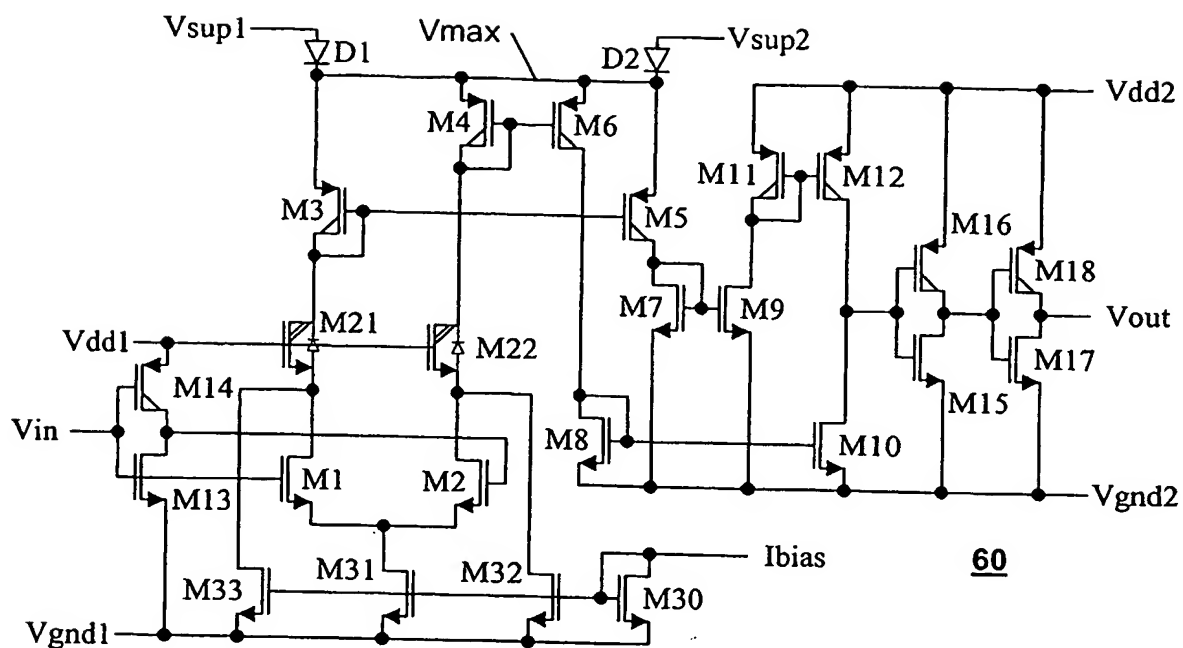 Vsup1
Vmax
Vsup2
D1
D2
Vdd2
M4
M6
M11
M12
M3
M5
M16
M18
M7
M9
M21
Vdd1
M22
Vout
M14
M17
M15
Vin
M8
M10
M1
M2
M13
Vgnd2
Ibias
60
M33
M31
M32
M30
Vgnd1